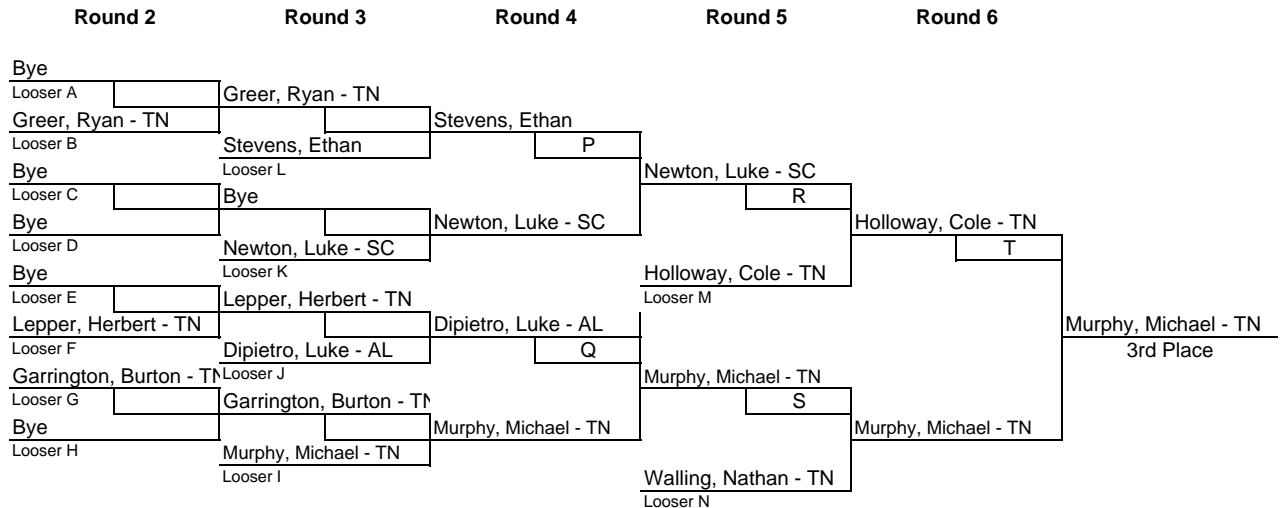 Round 2 Round 3 Round 4 Round 5 Round 6
Bye
Looser A
Greer, Ryan - TN
Greer, Ryan - TN
Stevens, Ethan
Looser B
Stevens, Ethan
P
Looser L
Bye
Newton, Luke - SC
Looser C
Bye
R
Bye
Newton, Luke - SC
Holloway, Cole - TN
Looser D
Newton, Luke - SC
T
Looser K
Bye
Holloway, Cole - TN
Looser E
Lepper, Herbert - TN
Looser M
Lepper, Herbert - TN
Dipietro, Luke - AL
Murphy, Michael - TN
Looser F
Dipietro, Luke - AL
Q
3rd Place
Garrington, Burton - TN
Looser J
Murphy, Michael - TN
Looser G
Garrington, Burton - TN
S
Bye
Murphy, Michael - TN
Murphy, Michael - TN
Looser H
Murphy, Michael - TN
Looser I
Walling, Nathan - TN
Looser N